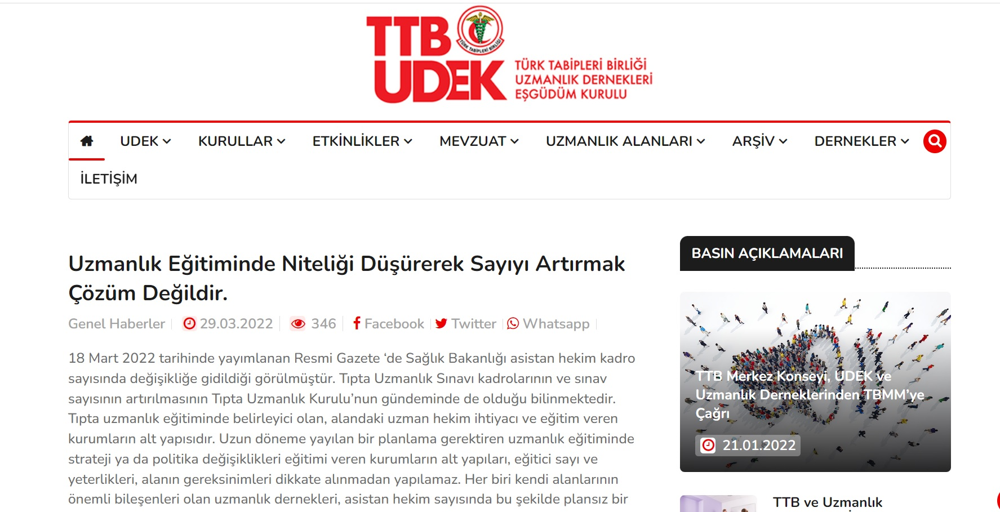 TTB
UDEK
TÜRK TABİPLERİ BİRLİĞİ
TÜRK TABİPLERİ BİRLİĞİ
UZMANLIK DERNEKLERİ
EŞGÜDÜM KURULU
UDEK
KURULLAR
ETKİNLİKLER
MEVZUAT
UZMANLIK ALANLARI
ARŞİV
DERNEKLER
İLETİŞİM
Uzmanlık Eğitiminde Niteliği Düşürerek Sayıyı Artırmak
Çözüm Değildir.
Genel Haberler 29.03.2022 346 Facebook Twitter Whatsapp
18 Mart 2022 tarihinde yayımlanan Resmi Gazete ‘de Sağlık Bakanlığı asistan hekim kadro
sayısında değişikliğe gidildiği görülmüştür. Tıpta Uzmanlık Sınavı kadrolarının ve sınav
sayısının artırılmasının Tıpta Uzmanlık Kurulu’nun gündeminde de olduğu bilinmektedir.
Tıpta uzmanlık eğitiminde belirleyici olan, alandaki uzman hekim ihtiyacı ve eğitim veren
kurumların alt yapısıdır. Uzun döneme yayılan bir planlama gerektiren uzmanlık eğitiminde
strateji ya da politika değişiklikleri eğitimi veren kurumların alt yapıları, eğitici sayı ve
yeterlikleri, alanın gereksinimleri dikkate alınmadan yapılamaz. Her biri kendi alanlarının
önemli bileşenleri olan uzmanlık dernekleri, asistan hekim sayısında bu şekilde plansız bir
BASIN AÇIKLAMALARI
TTB Merkez Konseyi, UDEK ve
Uzmanlık Derneklerinden TBMM’ye
Çağrı
21.01.2022
TTB ve Uzmanlık